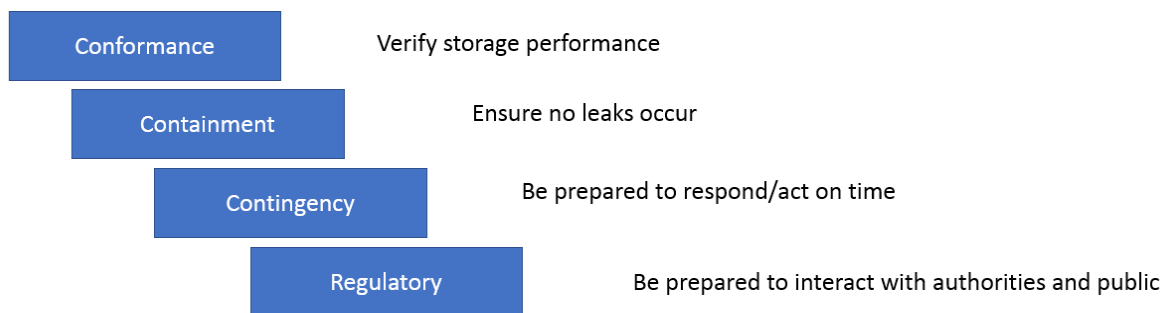 Conformance
Verify storage performance
Containment
Ensure no leaks occur
Contingency
Be prepared to respond/act on time
Regulatory
Be prepared to interact with authorities and public